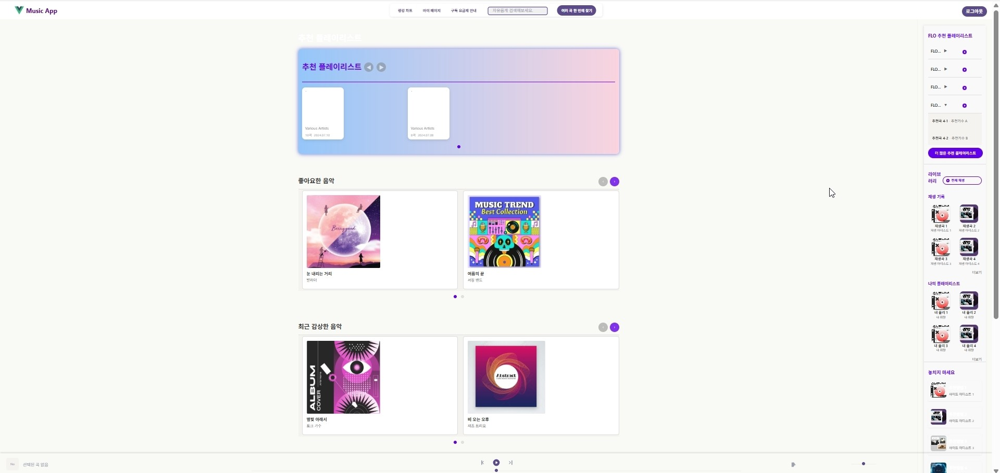 Music App
랭킹 차트
마이 페이지
구독 요금제 안내
자유롭게 검색해보세요.
여러 곡 한 번에 찾기
로그아웃
추천 플레이리스트
추천 플레이리스트
Various Artists
10곡 2024.07.10
Various Artists
8곡 2024.07.08
좋아요한 음악
Berrygood
눈 내리는 거리
발라더
MUSIC TREND
Best Collection
여름의 끝
서정 밴드
최근 감상한 음악
ALBUM
COVER
별빛 아래서
포크 가수
Abstract
비 오는 오후
재즈 트리오
FLO 추천 플레이리스트
FLO...
FLO...
FLO...
FLO...
추천곡 4-1 · 추천가수 A
추천곡 4-2 · 추천가수 B
더 많은 추천 플레이리스트
라이브
러리
전체 재생
재생 기록
재생곡 1
재생 아티스트 1
재생곡 2
재생 아티스트 2
재생곡 3
재생 아티스트 3
재생곡 4
재생 아티스트 4
더보기
나의 플레이리스트
내 플리 1
내 취향
내 플리 2
내 취향
내 플리 3
내 취향
내 플리 4
내 취향
더보기
놓치지 마세요
사이드 아티스트 1
사이드 아티스트 2
사이드 아티스트 3
No
선택된 곡 없음